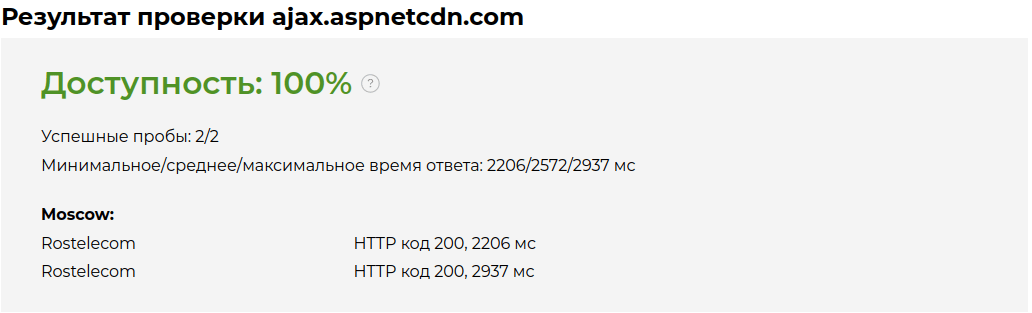 Результат проверки ajax.aspnetcdn.com
Доступность: 100% ?
Успешные пробы: 2/2
Минимальное/среднее/максимальное время ответа: 2206/2572/2937 мс
Moscow:
Rostelecom HTTP код 200, 2206 мс
Rostelecom HTTP код 200, 2937 мс